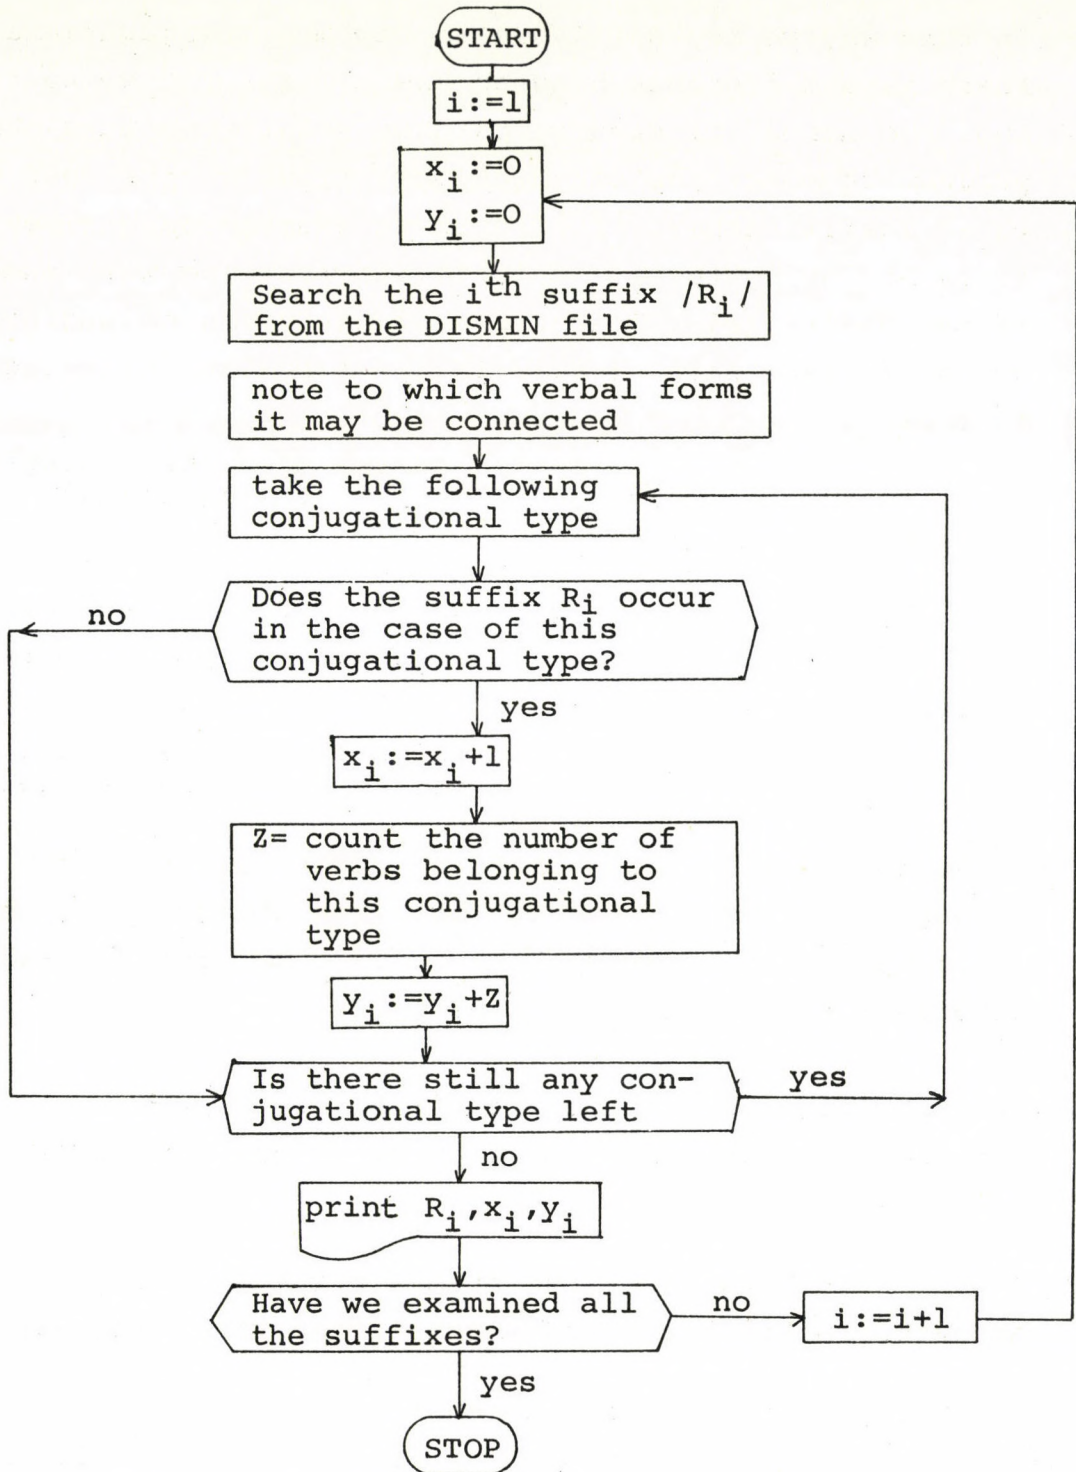 START
i:=1
x_i:=0
y_i:=0
Search the i^th suffix /R_i/
from the DISMIN file
note to which verbal forms
it may be connected
take the following
conjugational type
Does the suffix R_i occur
in the case of this
conjugational type?
no
yes
x_i:=x_i+1
Z= count the number of
verbs belonging to
this conjugational
type
y_i:=y_i+Z
Is there still any con-
jugational type left
yes
no
print R_i,x_i,y_i
Have we examined all
the suffixes?
no
i:=i+1
yes
STOP